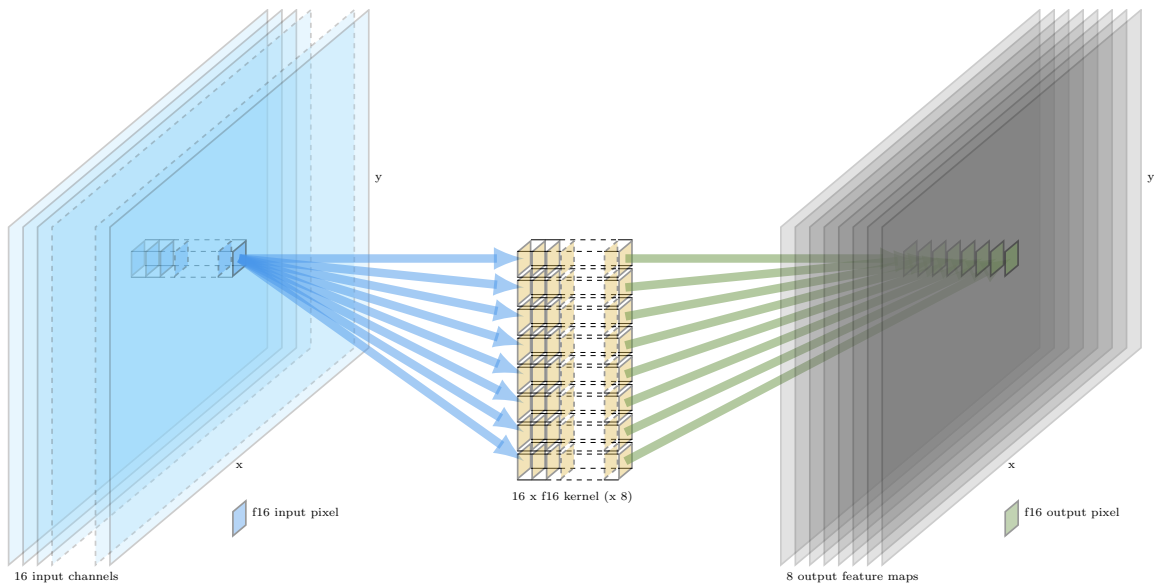 y
y
x
x
16 x f16 kernel (x 8)
f16 input pixel
f16 output pixel
16 input channels
8 output feature maps